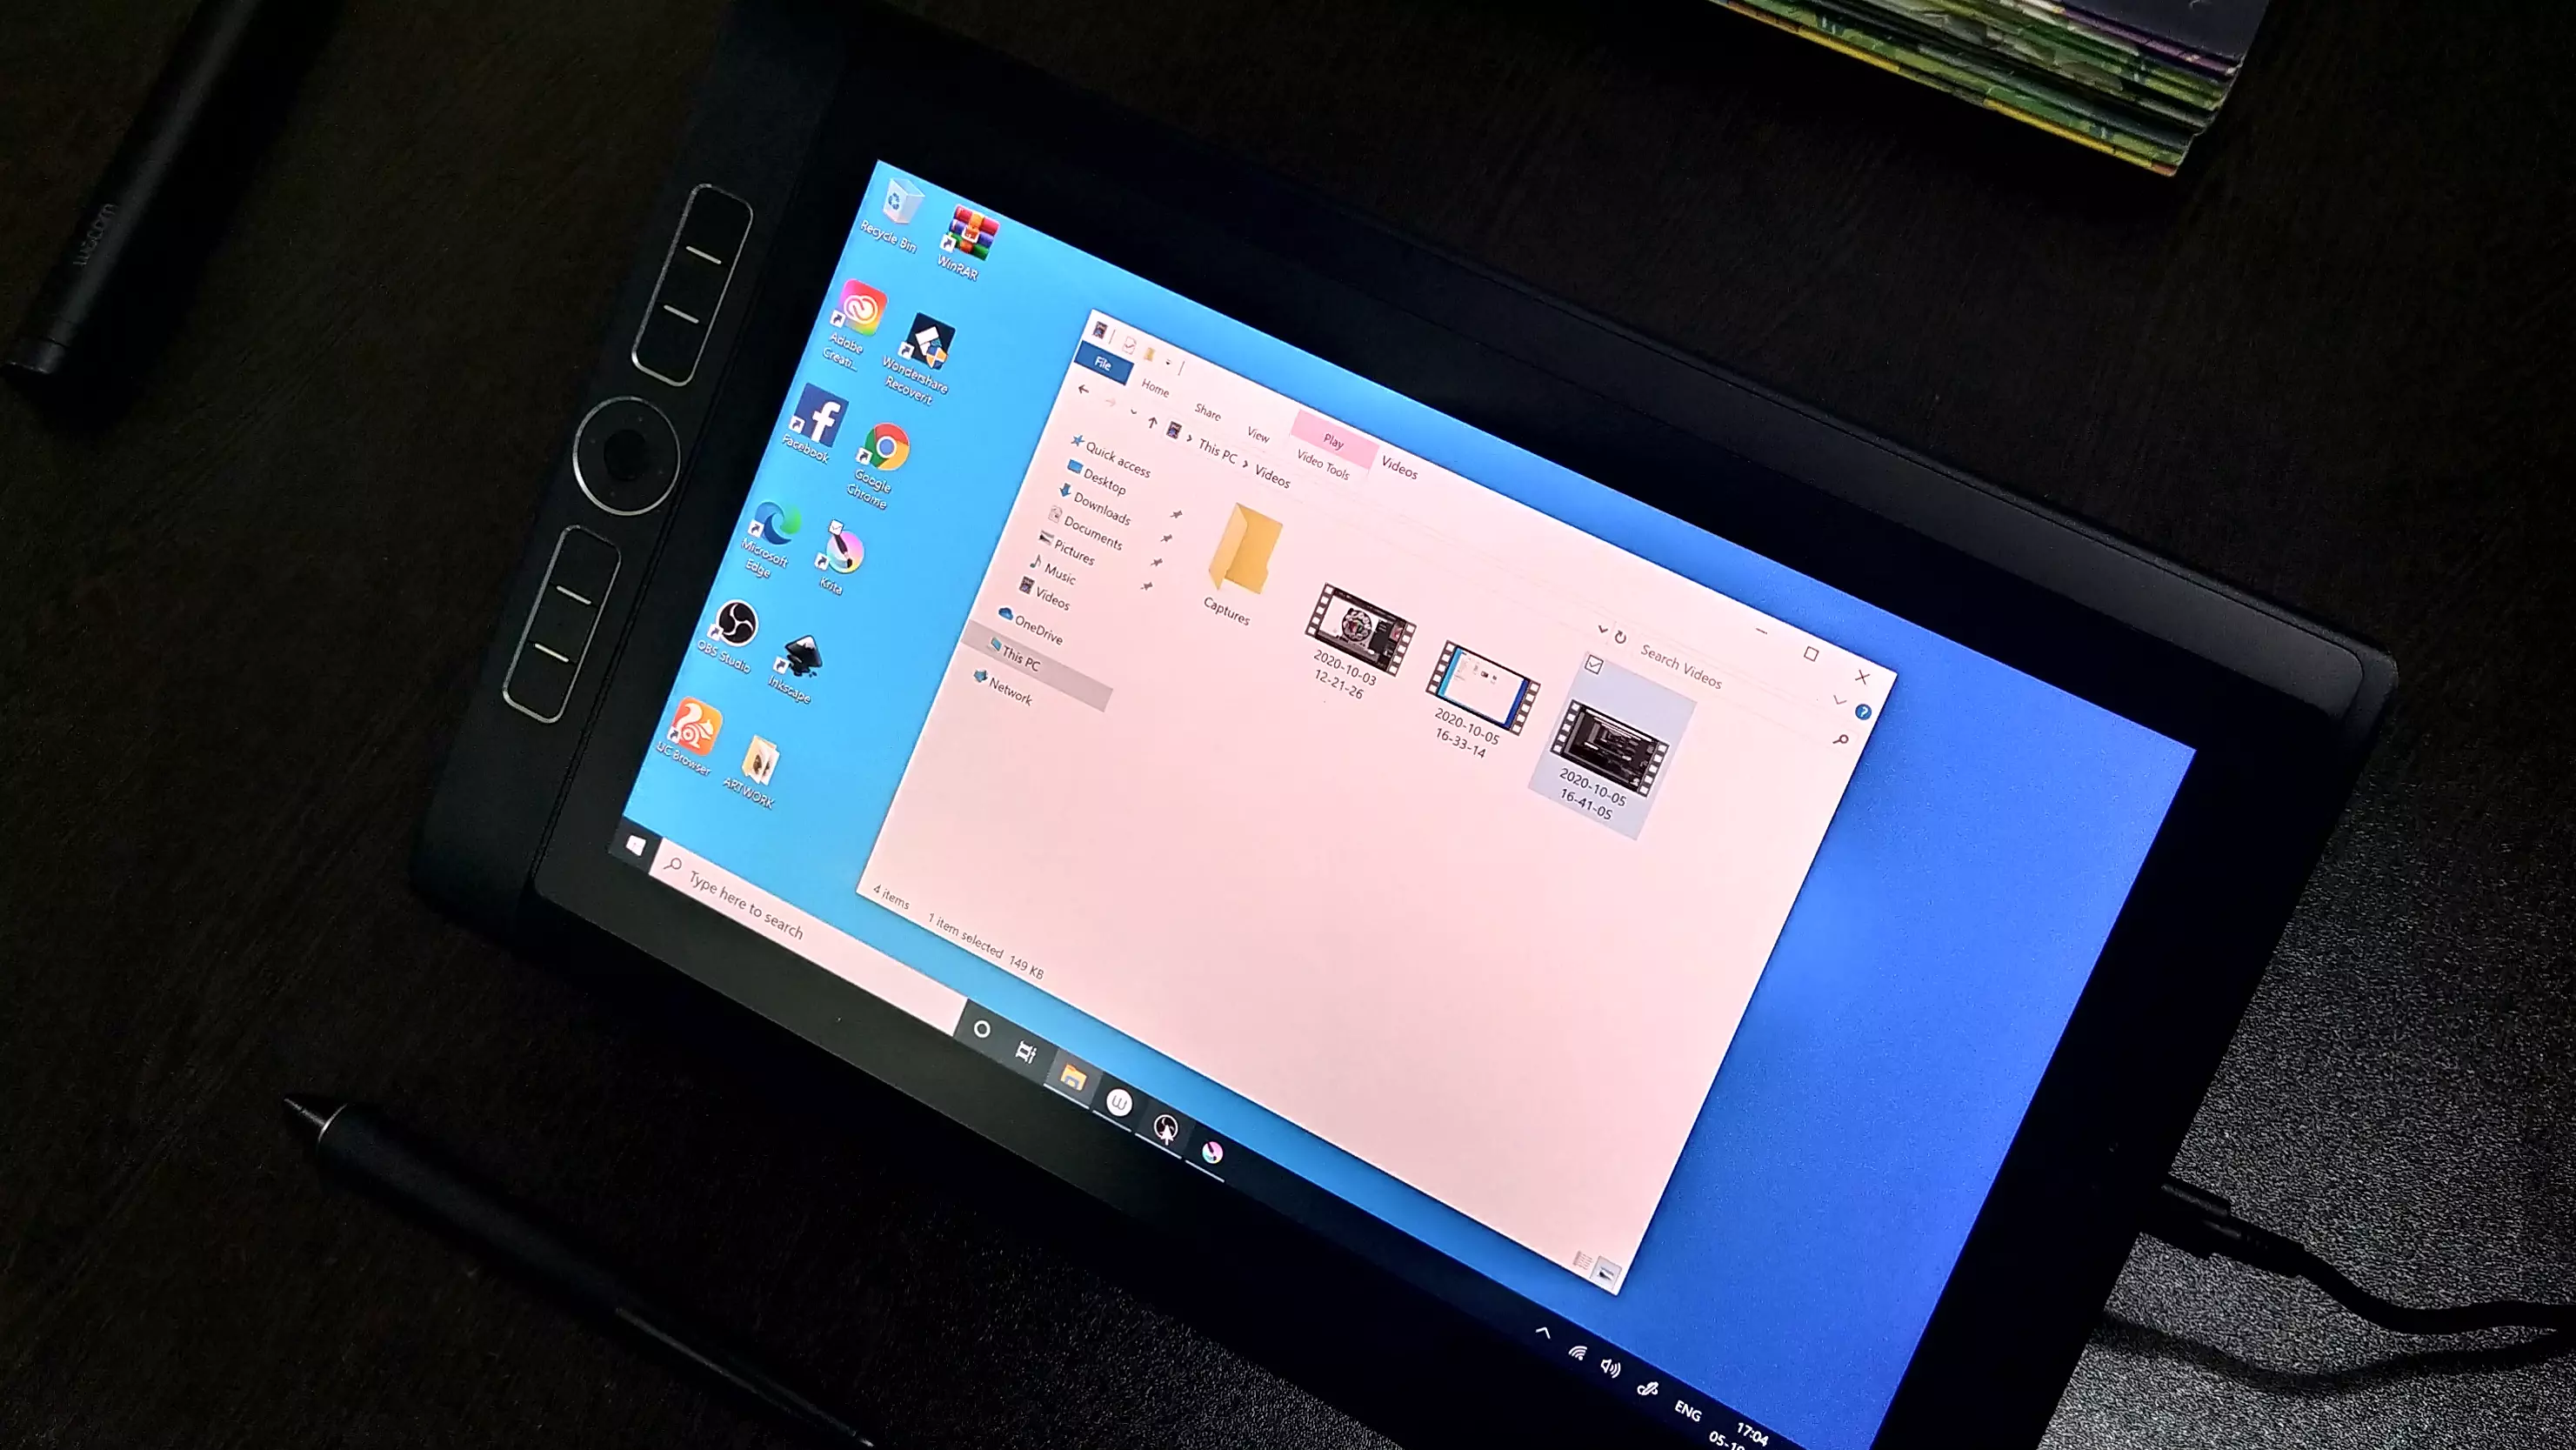 wacom
Recycle Bin
WinRAR
Adobe
Creati...
Wondershare
Recoverit
Facebook
Google
Chrome
Microsoft
Edge
Krita
OBS Studio
Inkscape
UC Browser
ARTWORK
File
Home
Share
View
Play
Video Tools
Videos
This PC > Videos
Search Videos
Quick access
Desktop
Downloads
Documents
Pictures
Music
Videos
OneDrive
This PC
Network
Captures
2020-10-03
12-21-26
2020-10-05
16-33-14
2020-10-05
16-41-05
4 items 1 item selected 149 KB
Type here to search
ENG
17:04